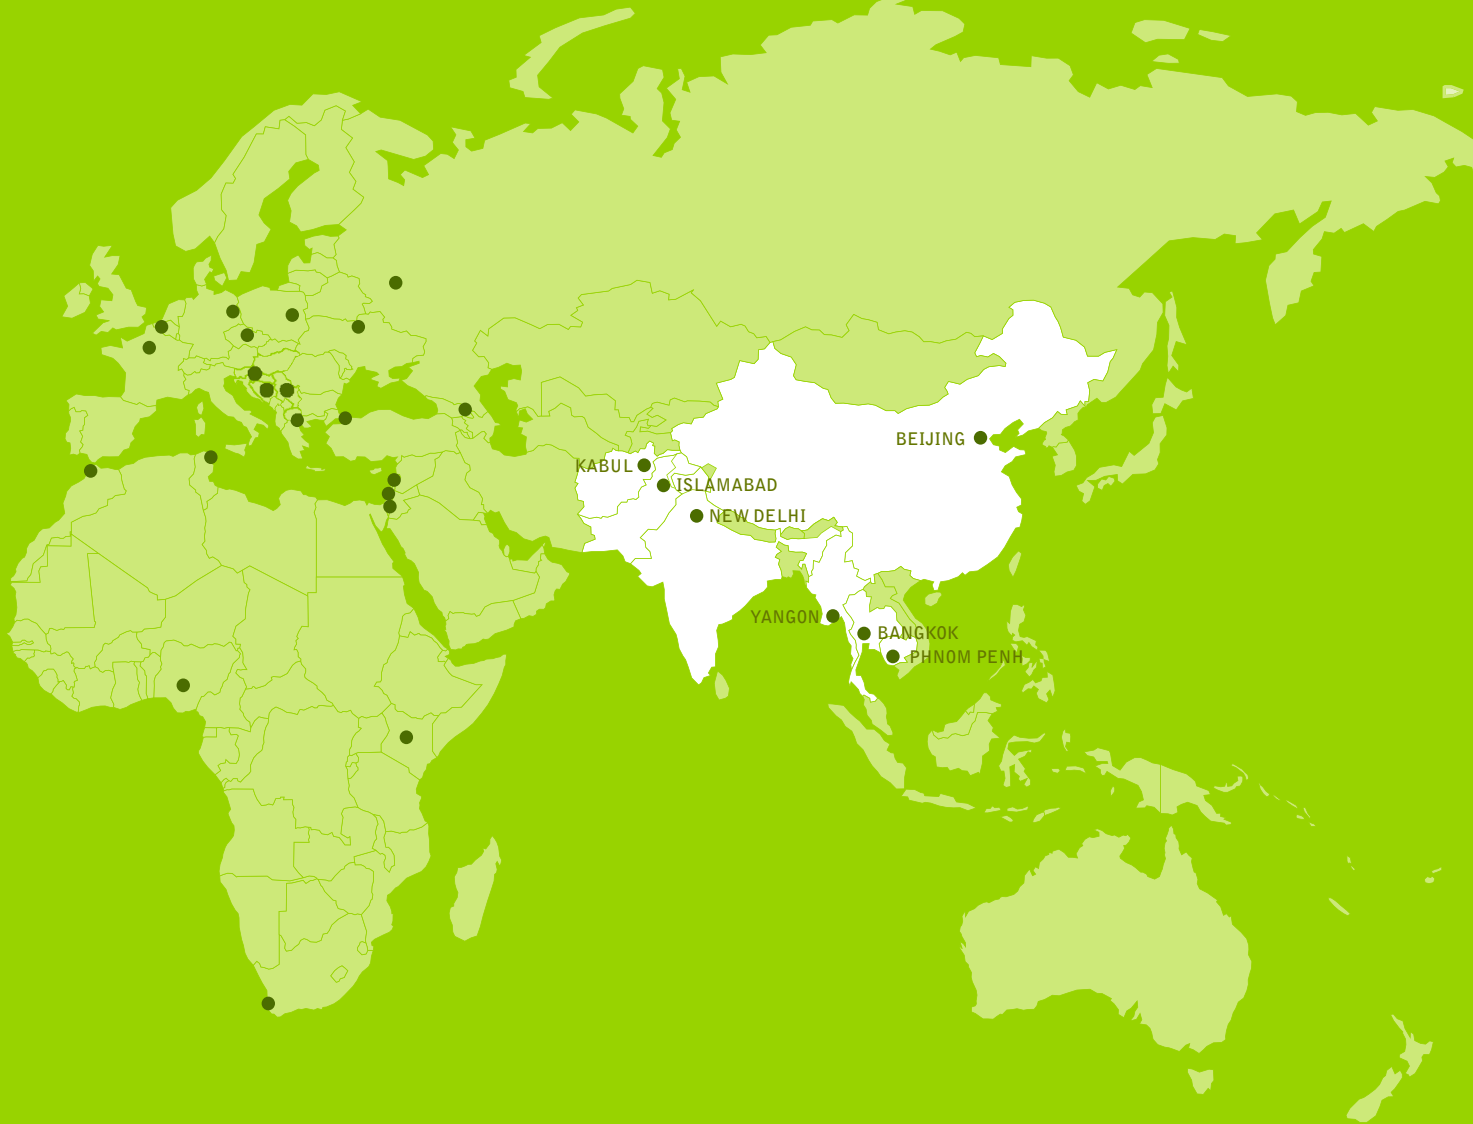 BEIJING
KABUL
ISLAMABAD
NEW DELHI
YANGON
BANGKOK
PHNOM PENH